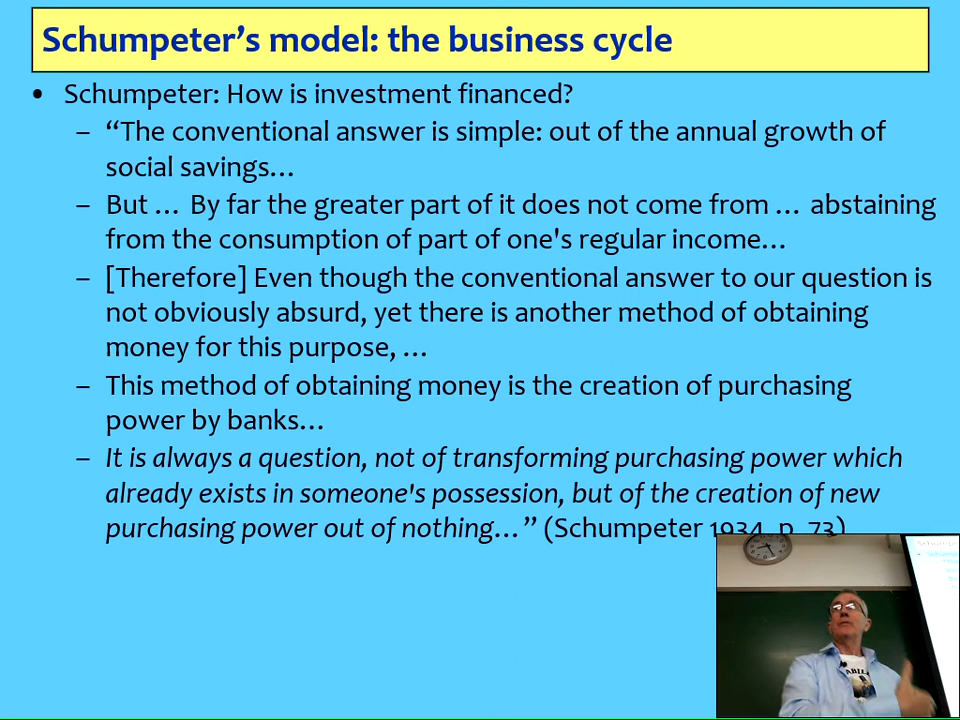 Schumpeter's model: the business cycle
• Schumpeter: How is investment financed?
– “The conventional answer is simple: out of the annual growth of
social savings…
– But … By far the greater part of it does not come from … abstaining
from the consumption of part of one's regular income…
– [Therefore] Even though the conventional answer to our question is
not obviously absurd, yet there is another method of obtaining
money for this purpose, …
– This method of obtaining money is the creation of purchasing
power by banks…
– It is always a question, not of transforming purchasing power which
already exists in someone's possession, but of the creation of new
purchasing power out of nothing…” (Schumpeter 1934, p. 73)